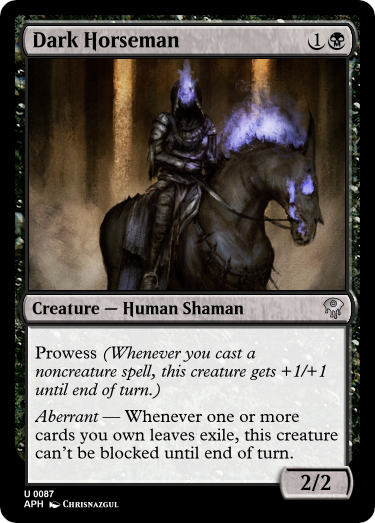 Dark Horseman 1
Creature — Human Shaman
Prowess (Whenever you cast a
noncreature spell, this creature gets +1/+1
until end of turn.)
Aberrant — Whenever one or more
cards you own leaves exile, this creature
can't be blocked until end of turn.
2/2
U 0087
APH Chrisnazgul